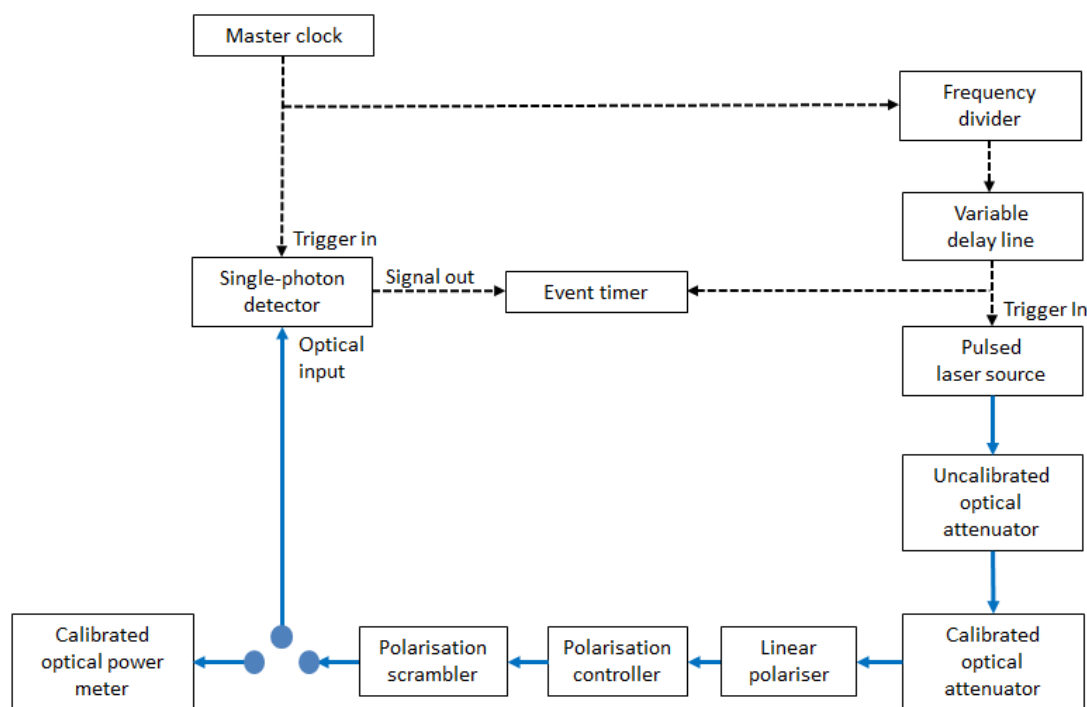 Master clock
Frequency
divider
Variable
delay line
Trigger in
Single-photon
detector
Signal out
Event timer
Trigger In
Optical
input
Pulsed
laser source
Uncalibrated
optical
attenuator
Calibrated
optical power
meter
Polarisation
scrambler
Polarisation
controller
Linear
polariser
Calibrated
optical
attenuator